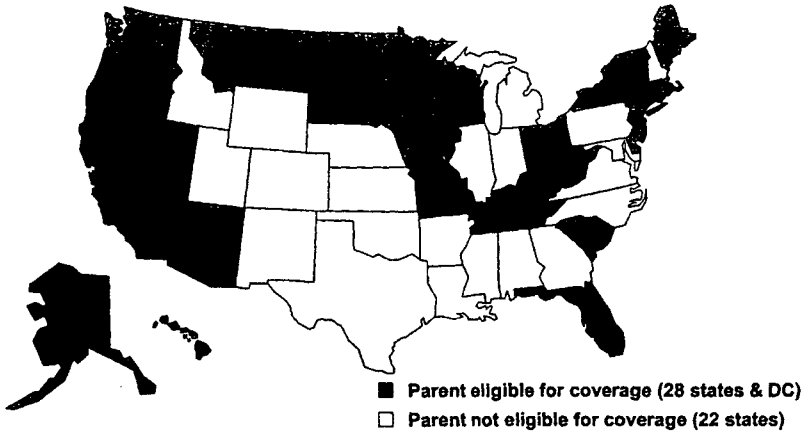 Parent eligible for coverage (28 states & DC)
Parent not eligible for coverage (22 states)